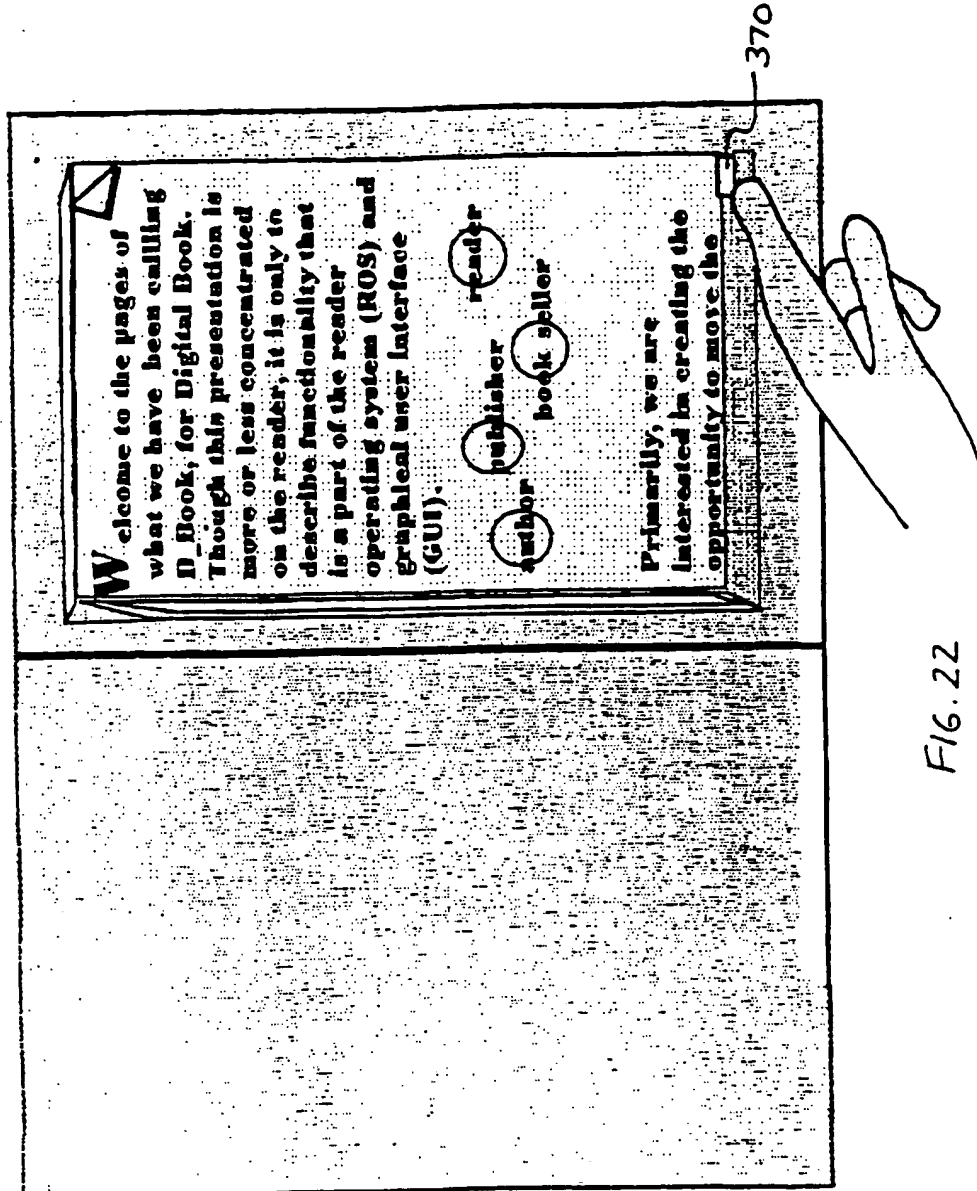 Welcome to the pages of
what we have been calling
D_Book, for Digital Book.
Though this presentation is
more or less concentrated
on the reader, it is only to
describe functionality that
is a part of the reader
operating system (ROS) and
graphical user interface
(GUI).
author publisher reader
book seller
Primarily, we are
interested in creating the
opportunity to move the
370
FIG. 22